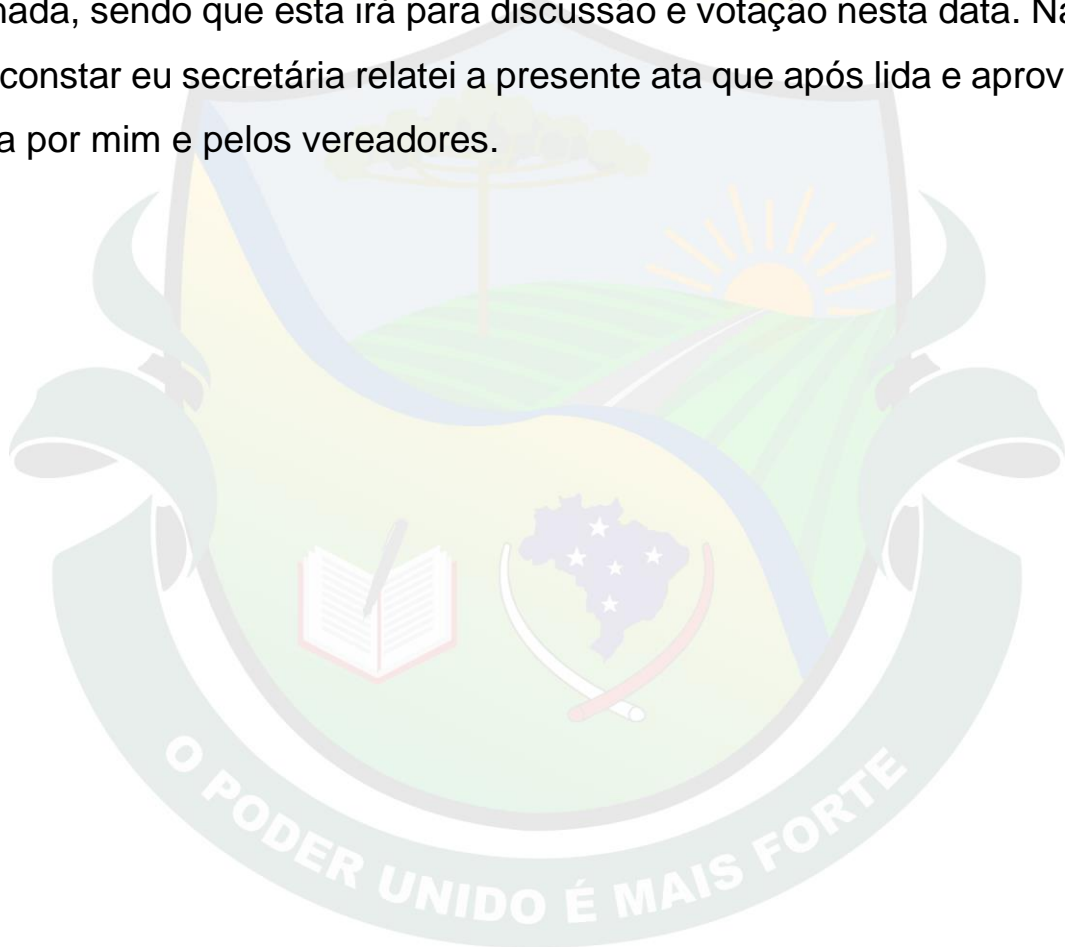 nada, sendo que esta irá para discussão e votação nesta data. Na
constar eu secretária relatei a presente ata que após lida e aprov
a por mim e pelos vereadores.
O PODER UNIDO É MAIS FORTE